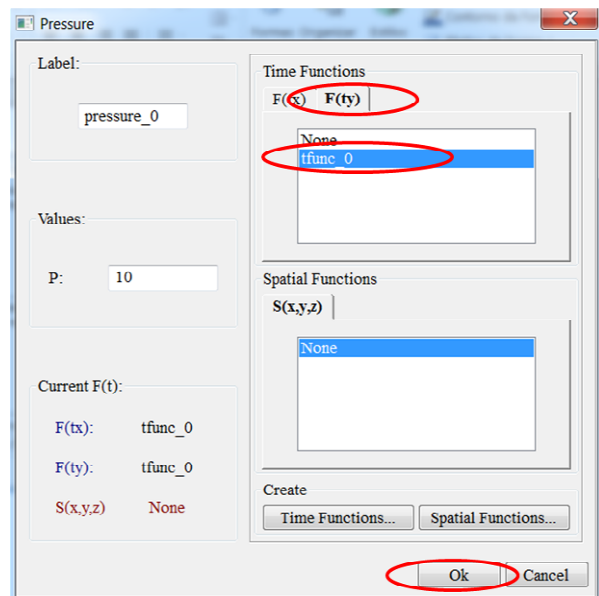 Pressure
Label:
pressure_0
Values:
P: 10
Current F(t):
F(tx): tfunc_0
F(ty): tfunc_0
S(x,y,z) None
Time Functions
F(tx) F(ty)
None
tfunc_0
Spatial Functions
S(x,y,z)
None
Create
Time Functions... Spatial Functions...
Ok Cancel